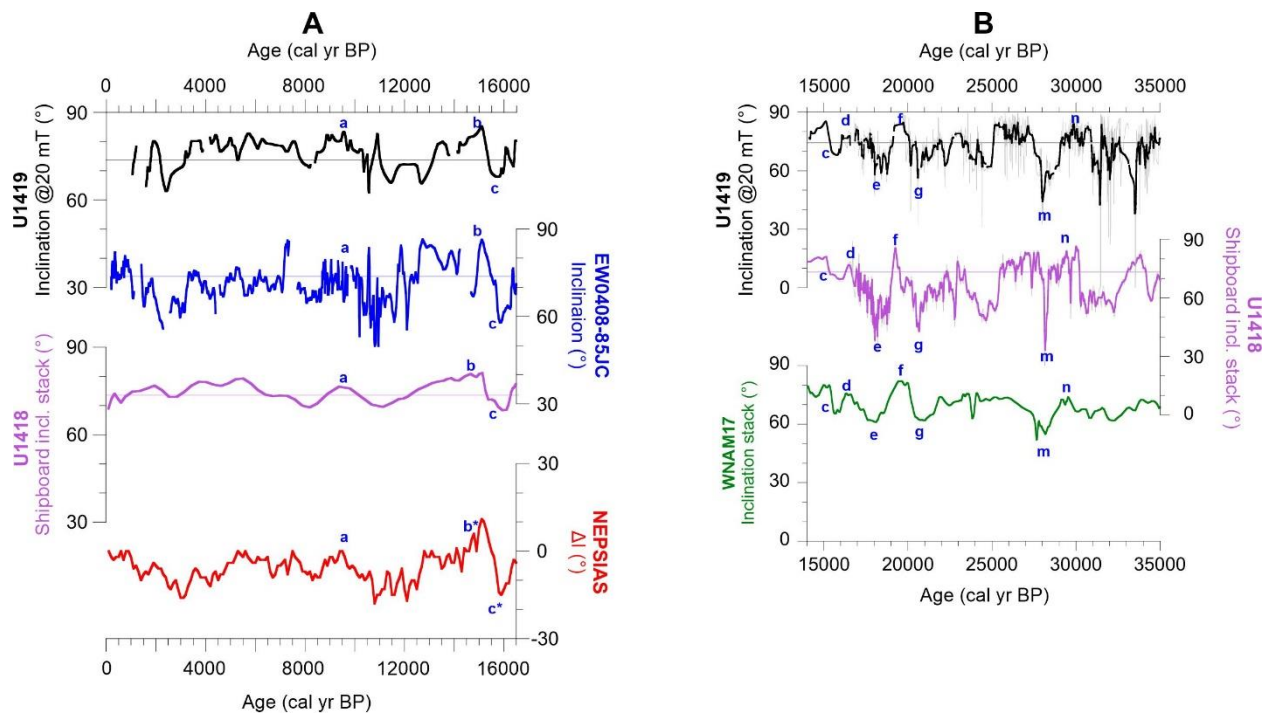 A
Age (cal yr BP)
0 4000 8000 12000 16000
90
60
30
U1419
Inclination @20 mT (°)
a
b
c
90
60
30
EW0408-85JC
Inclinaion (°)
a
b
c
90
60
30
U1418
Shipboard incl. stack (°)
a
b
c
30
0
-30
NEPSIAS
ΔI (°)
a
b*
c*
0 4000 8000 12000 16000
Age (cal yr BP)
B
Age (cal yr BP)
15000 20000 25000 30000 35000
90
60
30
0
U1419
Inclination @20 mT (°)
c
d
e
f
g
m
n
90
60
30
0
U1418
Shipboard incl. stack (°)
c
d
e
f
g
m
n
90
60
30
0
WNAM17
Inclination stack (°)
c
d
e
f
g
m
n
15000 20000 25000 30000 35000
Age (cal yr BP)